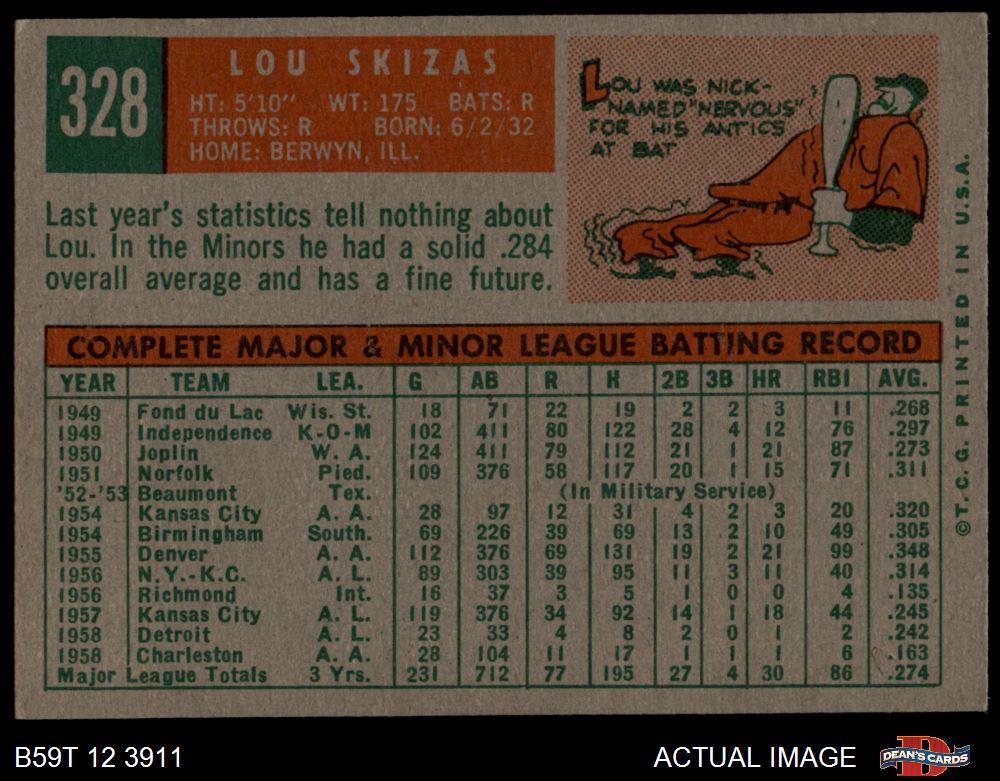 328
LOU SKIZAS
HT: 5'10" WT: 175 BATS: R
THROWS: R BORN: 6/2/32
HOME: BERWYN, ILL.
LOU WAS NICK-
NAMED "NERVOUS"
FOR HIS ANTICS
AT BAT
Last year's statistics tell nothing about
Lou. In the Minors he had a solid .284
overall average and has a fine future.
COMPLETE MAJOR & MINOR LEAGUE BATTING RECORD
YEAR TEAM LEA. G AB R H 2B 3B HR RBI AVG.
1949 Fond du Lac Wis. St. 18 71 22 19 2 2 3 11 .268
1949 Independence K-O-M 102 411 80 122 28 4 12 76 .297
1950 Joplin W. A. 124 411 79 112 21 1 21 87 .273
1951 Norfolk Pied. 109 376 58 117 20 1 15 71 .311
'52-'53 Beaumont Tex. (In Military Service)
1954 Kansas City A. A. 28 97 12 31 4 2 3 20 .320
1954 Birmingham South. 69 226 39 69 13 2 10 49 .305
1955 Denver A. A. 112 376 69 131 19 2 21 99 .348
1956 N.Y.-K.C. A. L. 89 303 39 95 11 3 11 40 .314
1956 Richmond Int. 16 37 3 5 1 0 0 4 .135
1957 Kansas City A. L. 119 376 34 92 14 1 18 44 .245
1958 Detroit A. L. 23 33 4 8 2 0 1 2 .242
1958 Charleston A. A. 28 104 11 17 1 1 1 6 .163
Major League Totals 3 Yrs. 231 712 77 195 27 4 30 86 .274
©T.C.G. PRINTED IN U.S.A.
B59T 12 3911
ACTUAL IMAGE
DEAN'S CARDS